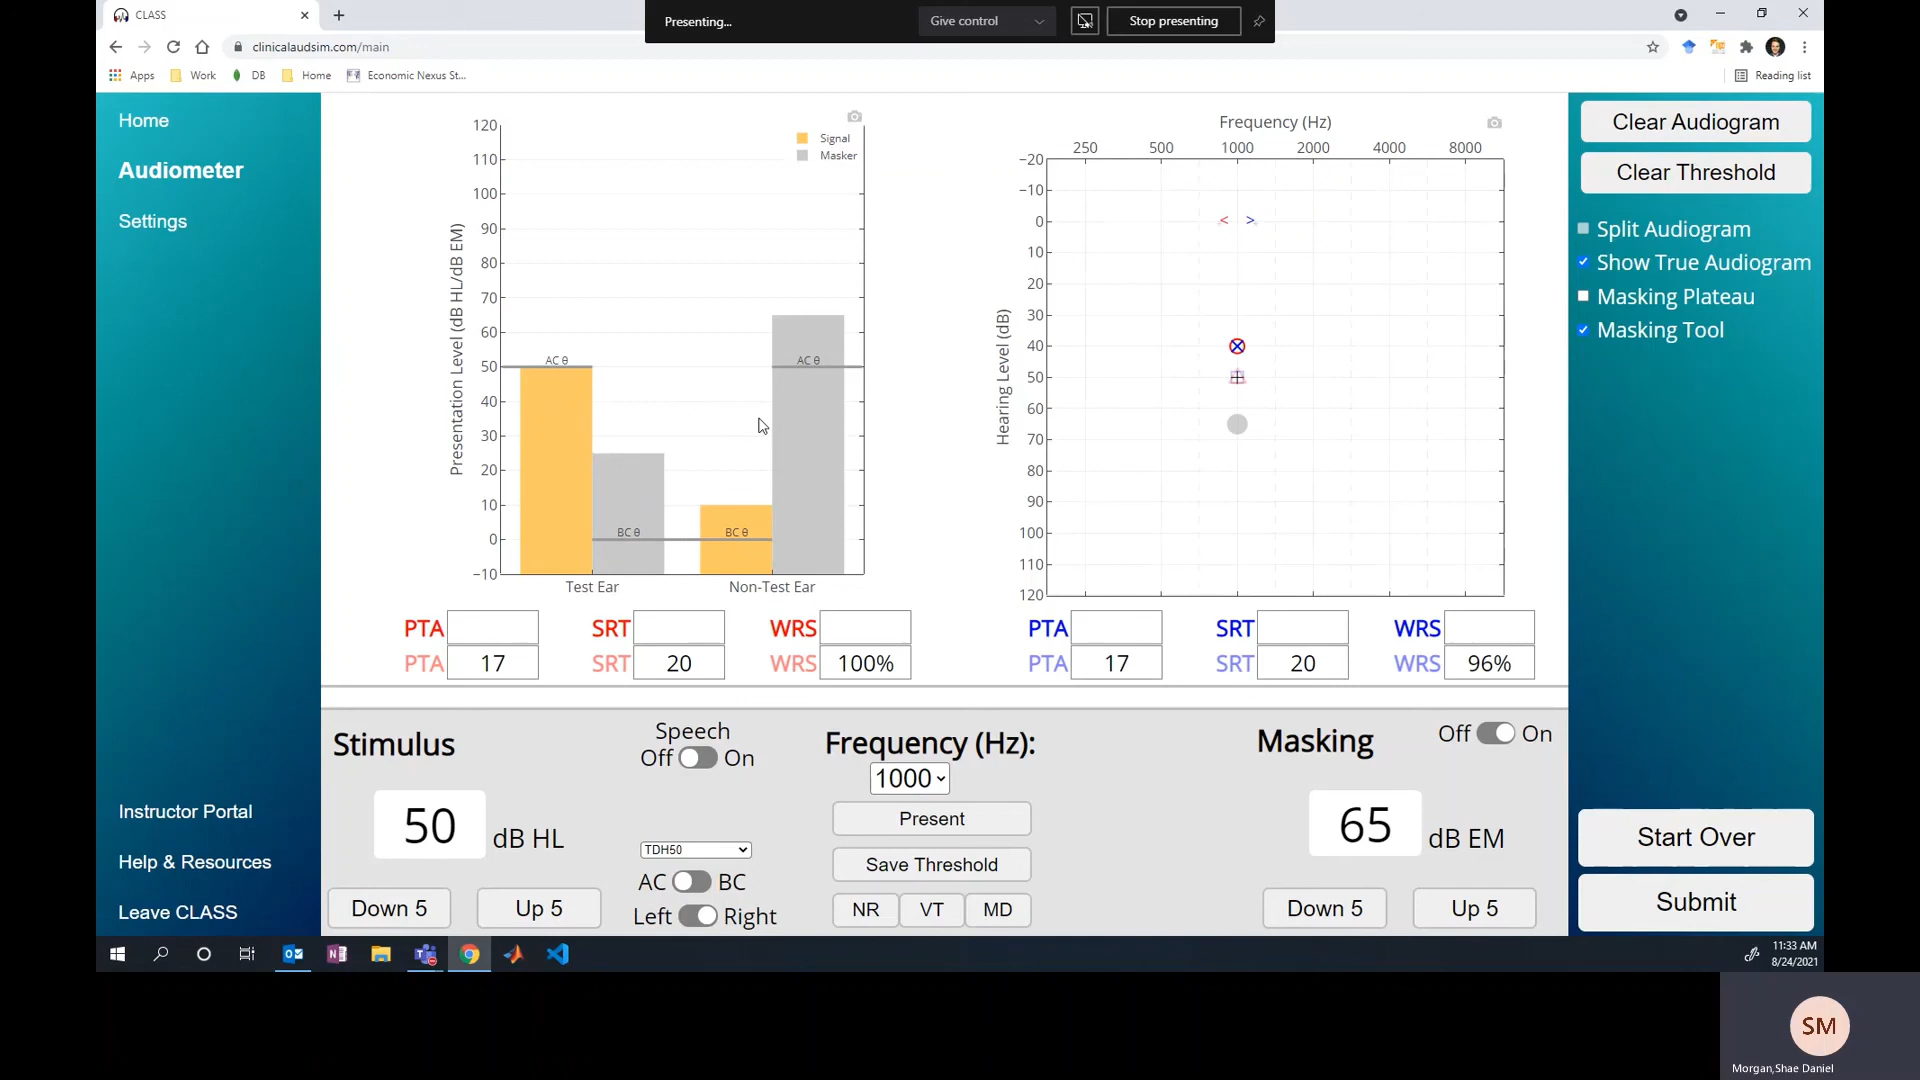 CLASS
Presenting...
Give control
Stop presenting
clinicalaudsim.com/main
Apps
Work
DB
Home
Economic Nexus St...
Reading list
Home
Audiometer
Settings
Instructor Portal
Help & Resources
Leave CLASS
Signal
Masker
Presentation Level (dB HL/dB EM)
120
110
100
90
80
70
60
50
40
30
20
10
0
−10
AC θ
AC θ
BC θ
BC θ
Test Ear
Non-Test Ear
Frequency (Hz)
250 500 1000 2000 4000 8000
Hearing Level (dB)
−20
−10
0
10
20
30
40
50
60
70
80
90
100
110
120
< >
PTA SRT WRS
PTA 17 SRT 20 WRS 100%
PTA SRT WRS
PTA 17 SRT 20 WRS 96%
Clear Audiogram
Clear Threshold
Split Audiogram
Show True Audiogram
Masking Plateau
Masking Tool
Start Over
Submit
Stimulus
50 dB HL
Down 5
Up 5
Speech
Off On
TDH50
AC BC
Left Right
Frequency (Hz):
1000
Present
Save Threshold
NR
VT
MD
Masking
Off On
65 dB EM
Down 5
Up 5
11:33 AM
8/24/2021
SM
Morgan,Shae Daniel